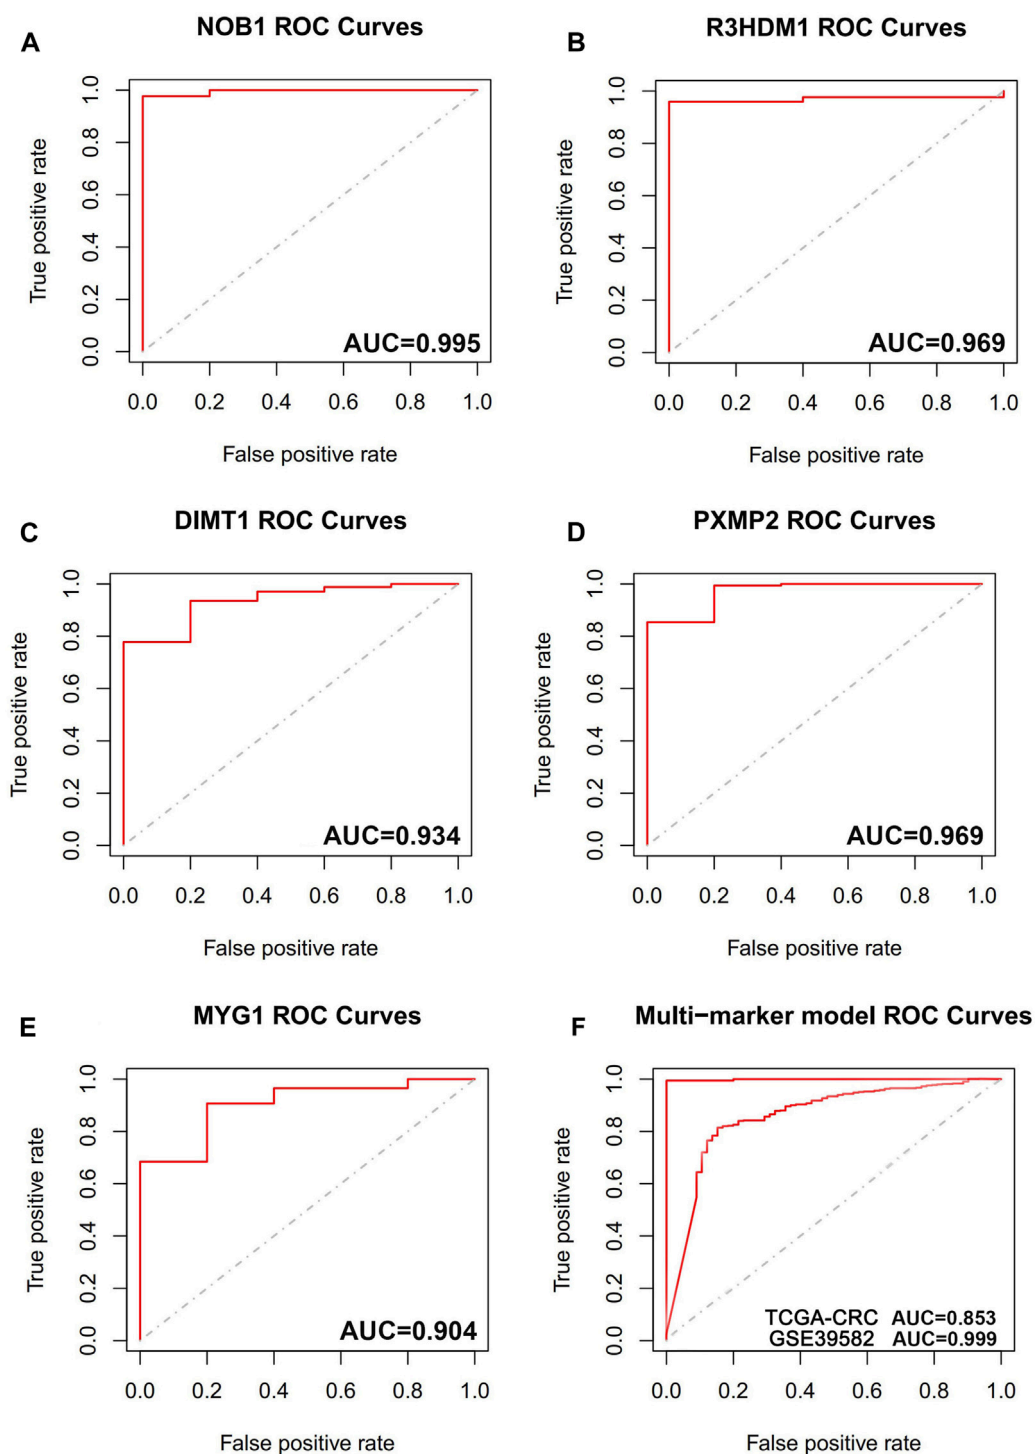 A
NOB1 ROC Curves
True positive rate
0.0 0.2 0.4 0.6 0.8 1.0
0.0 0.2 0.4 0.6 0.8 1.0
AUC=0.995
False positive rate
B
R3HDM1 ROC Curves
True positive rate
0.0 0.2 0.4 0.6 0.8 1.0
0.0 0.2 0.4 0.6 0.8 1.0
AUC=0.969
False positive rate
C
DIMT1 ROC Curves
True positive rate
0.0 0.2 0.4 0.6 0.8 1.0
0.0 0.2 0.4 0.6 0.8 1.0
AUC=0.934
False positive rate
D
PXMP2 ROC Curves
True positive rate
0.0 0.2 0.4 0.6 0.8 1.0
0.0 0.2 0.4 0.6 0.8 1.0
AUC=0.969
False positive rate
E
MYG1 ROC Curves
True positive rate
0.0 0.2 0.4 0.6 0.8 1.0
0.0 0.2 0.4 0.6 0.8 1.0
AUC=0.904
False positive rate
F
Multi−marker model ROC Curves
True positive rate
0.0 0.2 0.4 0.6 0.8 1.0
0.0 0.2 0.4 0.6 0.8 1.0
TCGA-CRC AUC=0.853
GSE39582 AUC=0.999
False positive rate